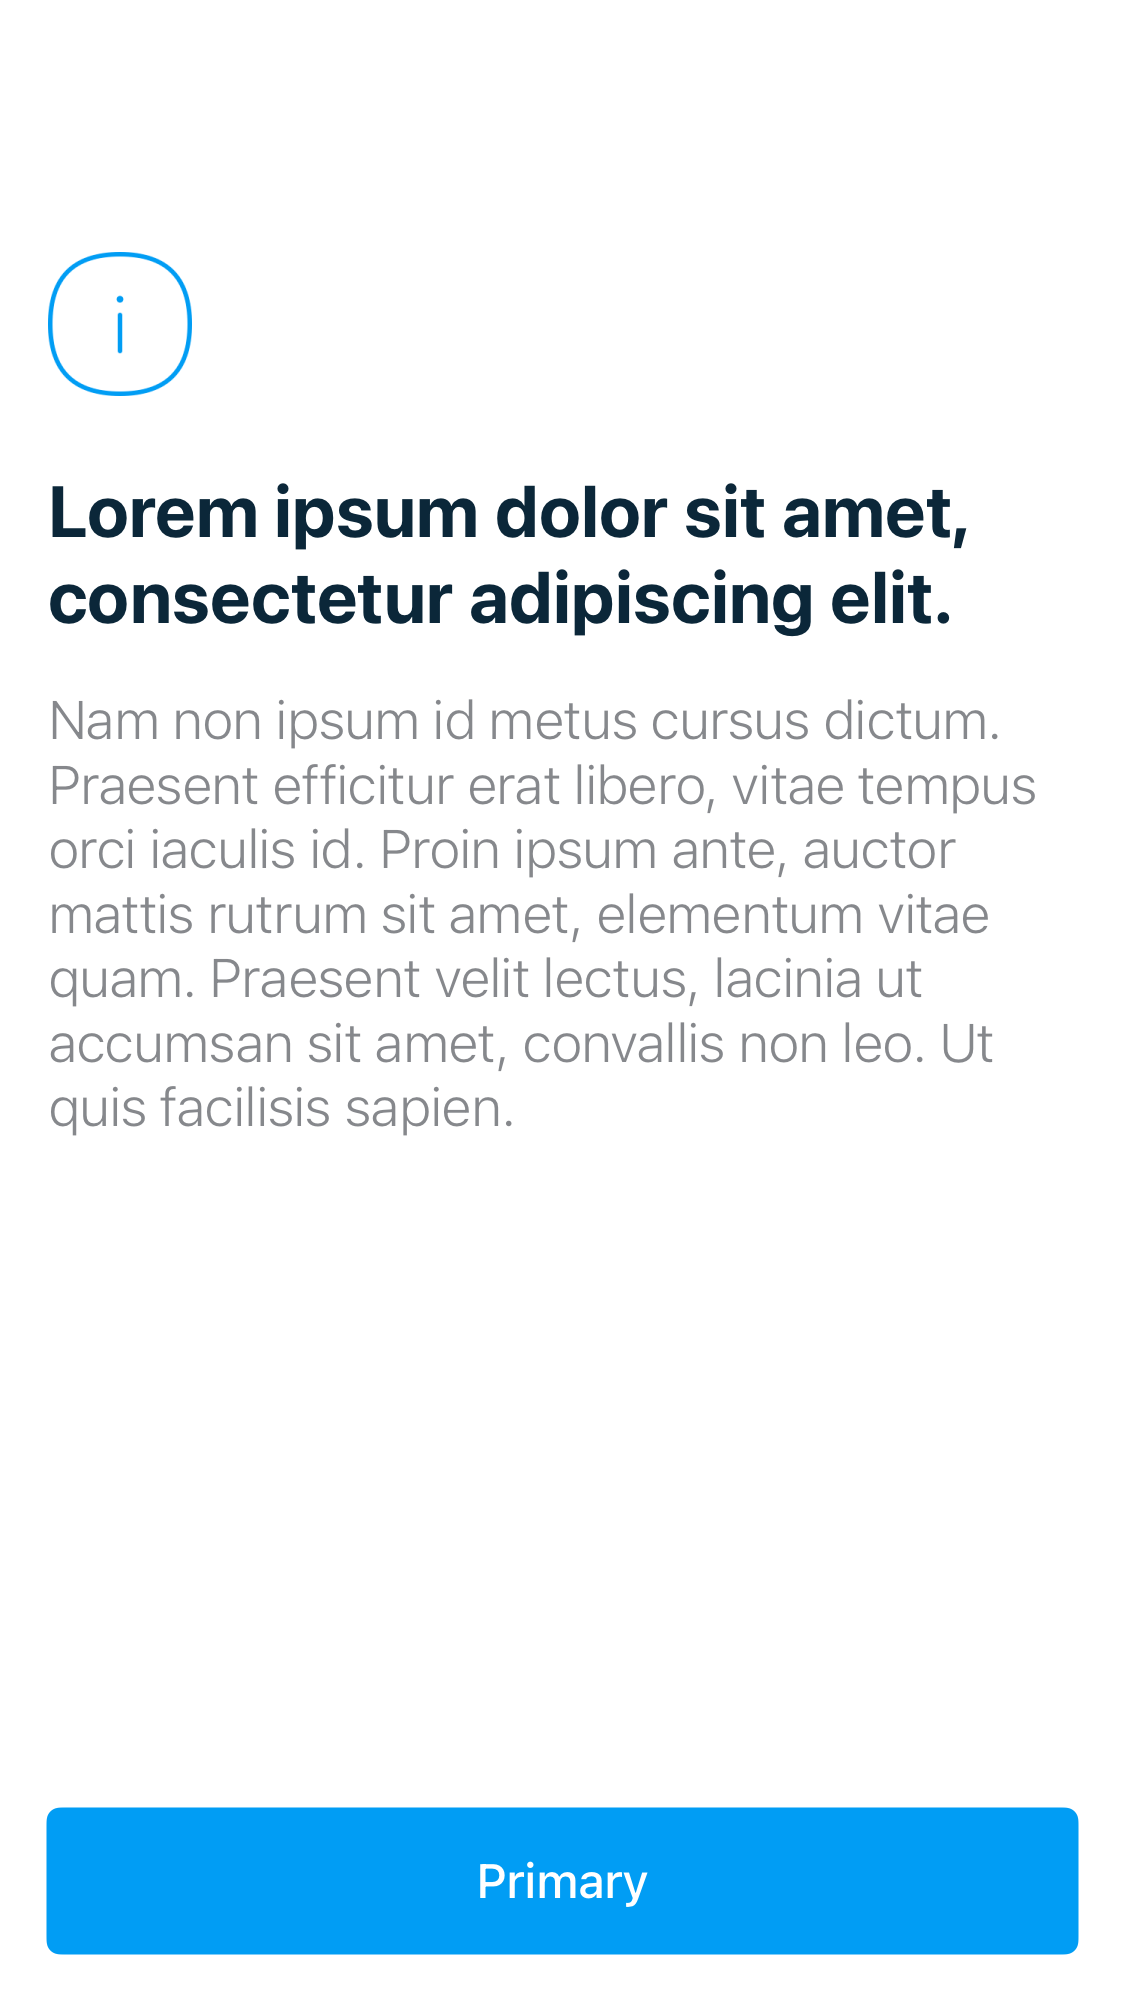 Lorem ipsum dolor sit amet,
consectetur adipiscing elit.
Nam non ipsum id metus cursus dictum.
Praesent efficitur erat libero, vitae tempus
orci iaculis id. Proin ipsum ante, auctor
mattis rutrum sit amet, elementum vitae
quam. Praesent velit lectus, lacinia ut
accumsan sit amet, convallis non leo. Ut
quis facilisis sapien.
Primary